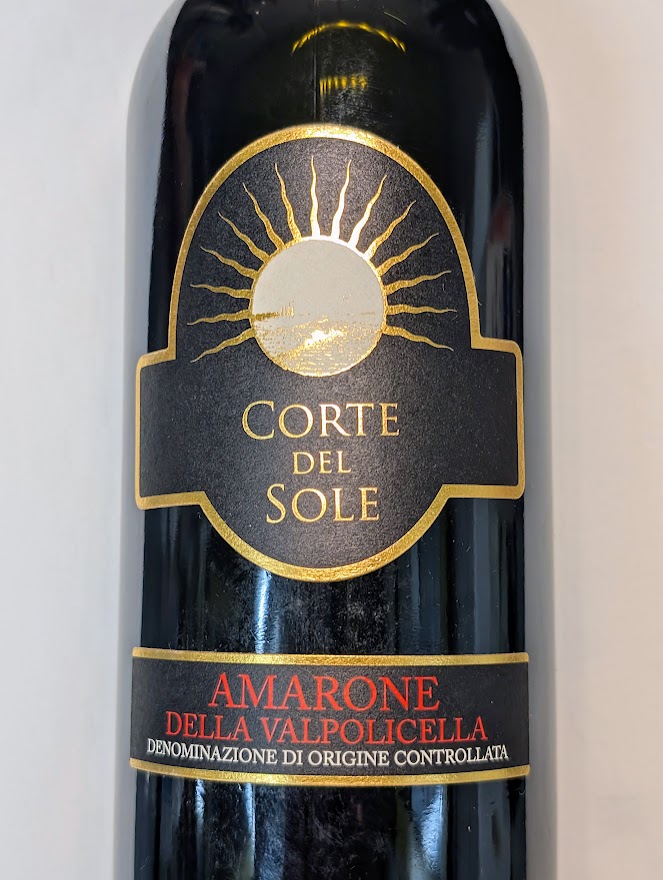 CORTE
DEL
SOLE
AMARONE
DELLA VALPOLICELLA
DENOMINAZIONE DI ORIGINE CONTROLLATA